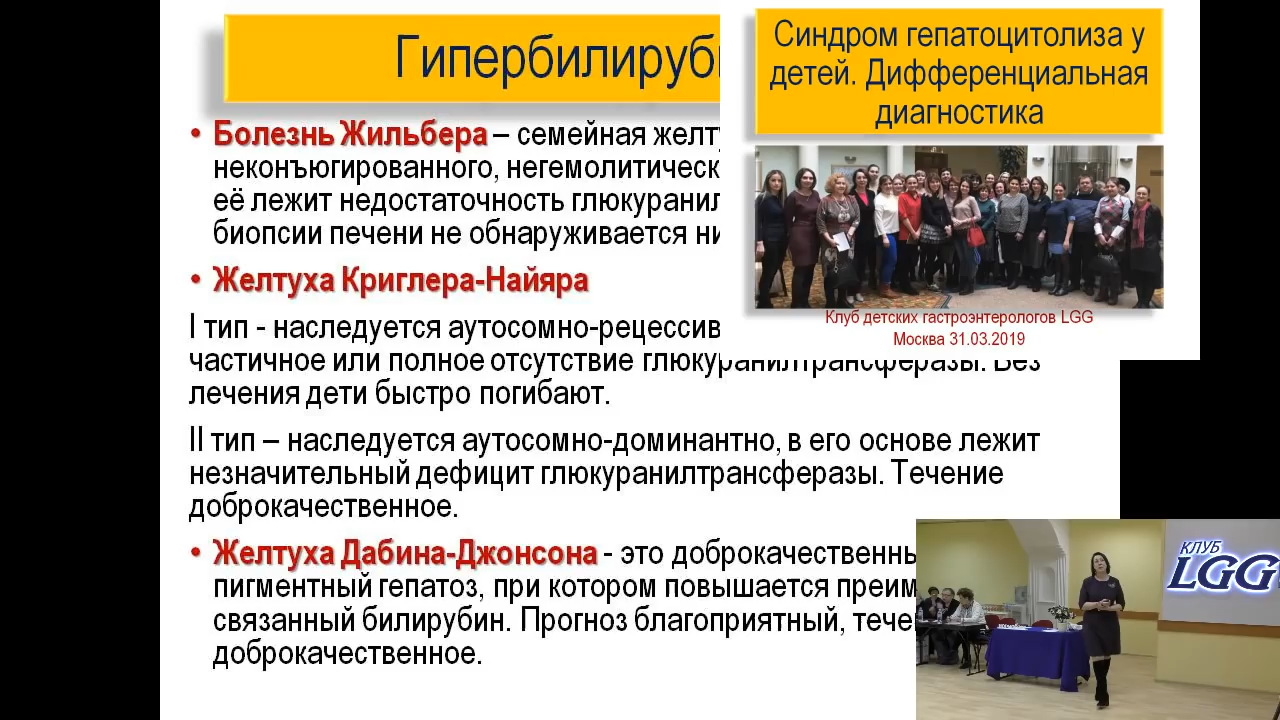 Гипербилируби
Болезнь Жильбера – семейная желту
неконъюгированного, негемолитическ
её лежит недостаточность глюкуранил
биопсии печени не обнаруживается ни
• Желтуха Криглера-Найяра
I тип - наследуется аутосомно-рецессив
частичное или полное отсутствие глюкуранилтрансферазы. Без
лечения дети быстро погибают.
II тип – наследуется аутосомно-доминантно, в его основе лежит
незначительный дефицит глюкуранилтрансферазы. Течение
доброкачественное.
• Желтуха Дабина-Джонсона - это доброкачественны
пигментный гепатоз, при котором повышается преим
связанный билирубин. Прогноз благоприятный, тече
доброкачественное.
Синдром гепатоцитолиза у
детей. Дифференциальная
диагностика
Клуб детских гастроэнтерологов LGG
Москва 31.03.2019
КЛУБ
LGG